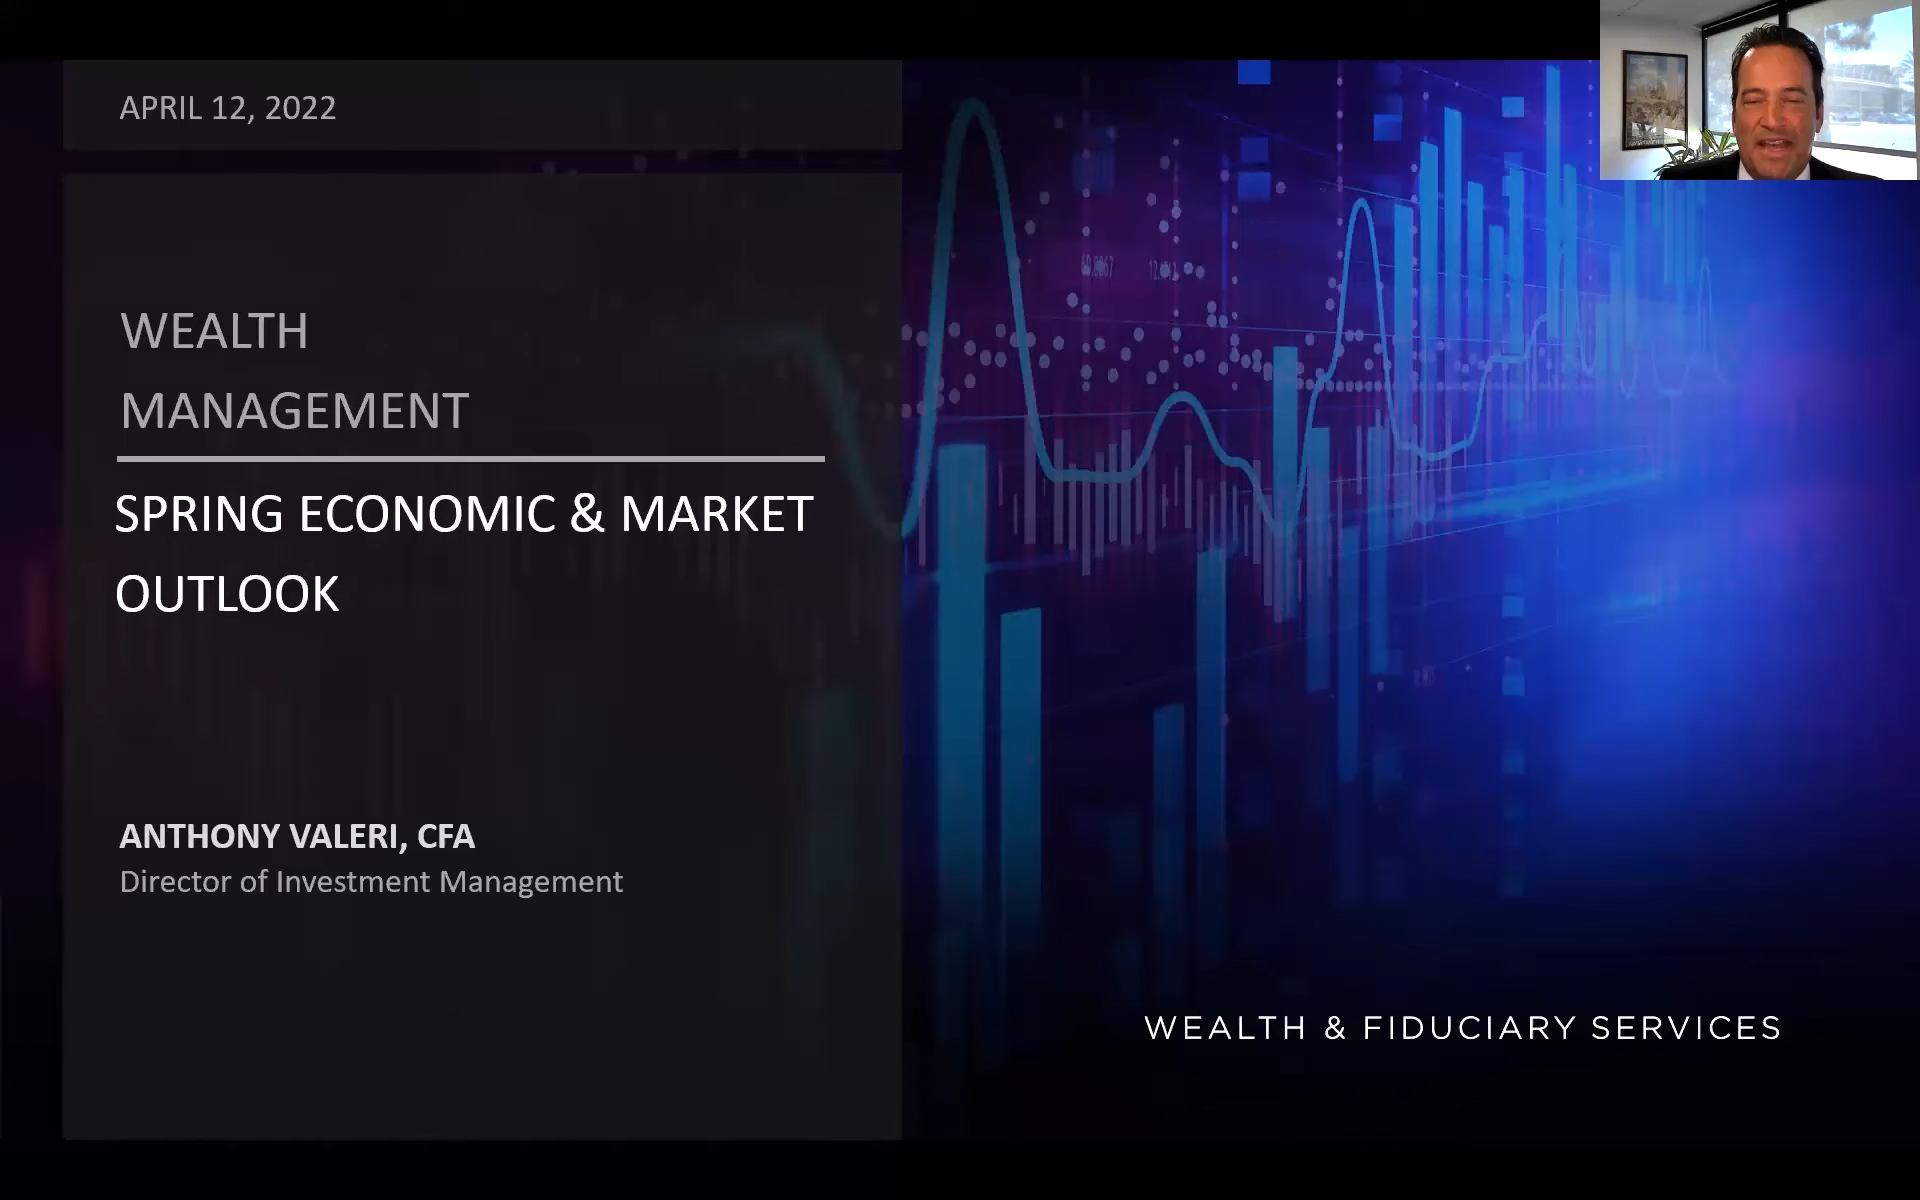 APRIL 12, 2022
WEALTH
MANAGEMENT
SPRING ECONOMIC & MARKET
OUTLOOK
ANTHONY VALERI, CFA
Director of Investment Management
WEALTH & FIDUCIARY SERVICES